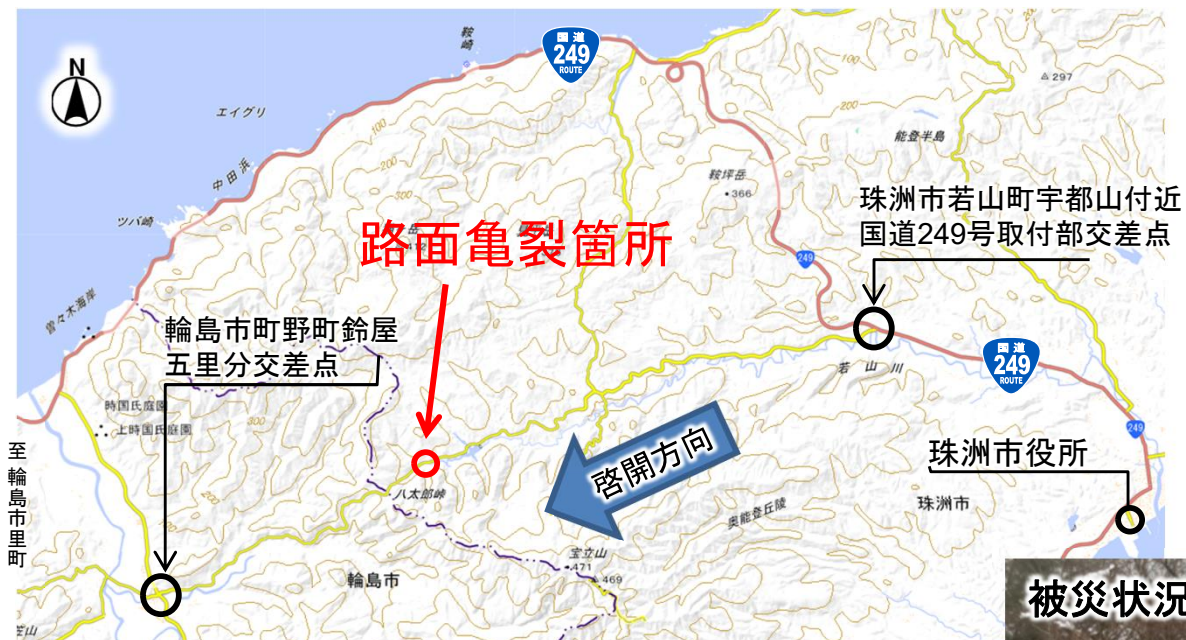 N
鞍崎
国道
249
ROUTE
297
エイグリ
100
200
200
能登半島
中田浜
鞍坪岳
366
ツバ崎
珠洲市若山町宇都山付近
国道249号取付部交差点
路面亀裂箇所
249
曽々木海岸
輪島市町野町鈴屋
五里分交差点
若山川
国道
249
ROUTE
時国氏庭園
上時国氏庭園
300
249
至 輪島市里町
啓開方向
珠洲市役所
八太郎峠
200
奥能登丘陵
珠洲市
宝立山
471
469
輪島市
被災状況